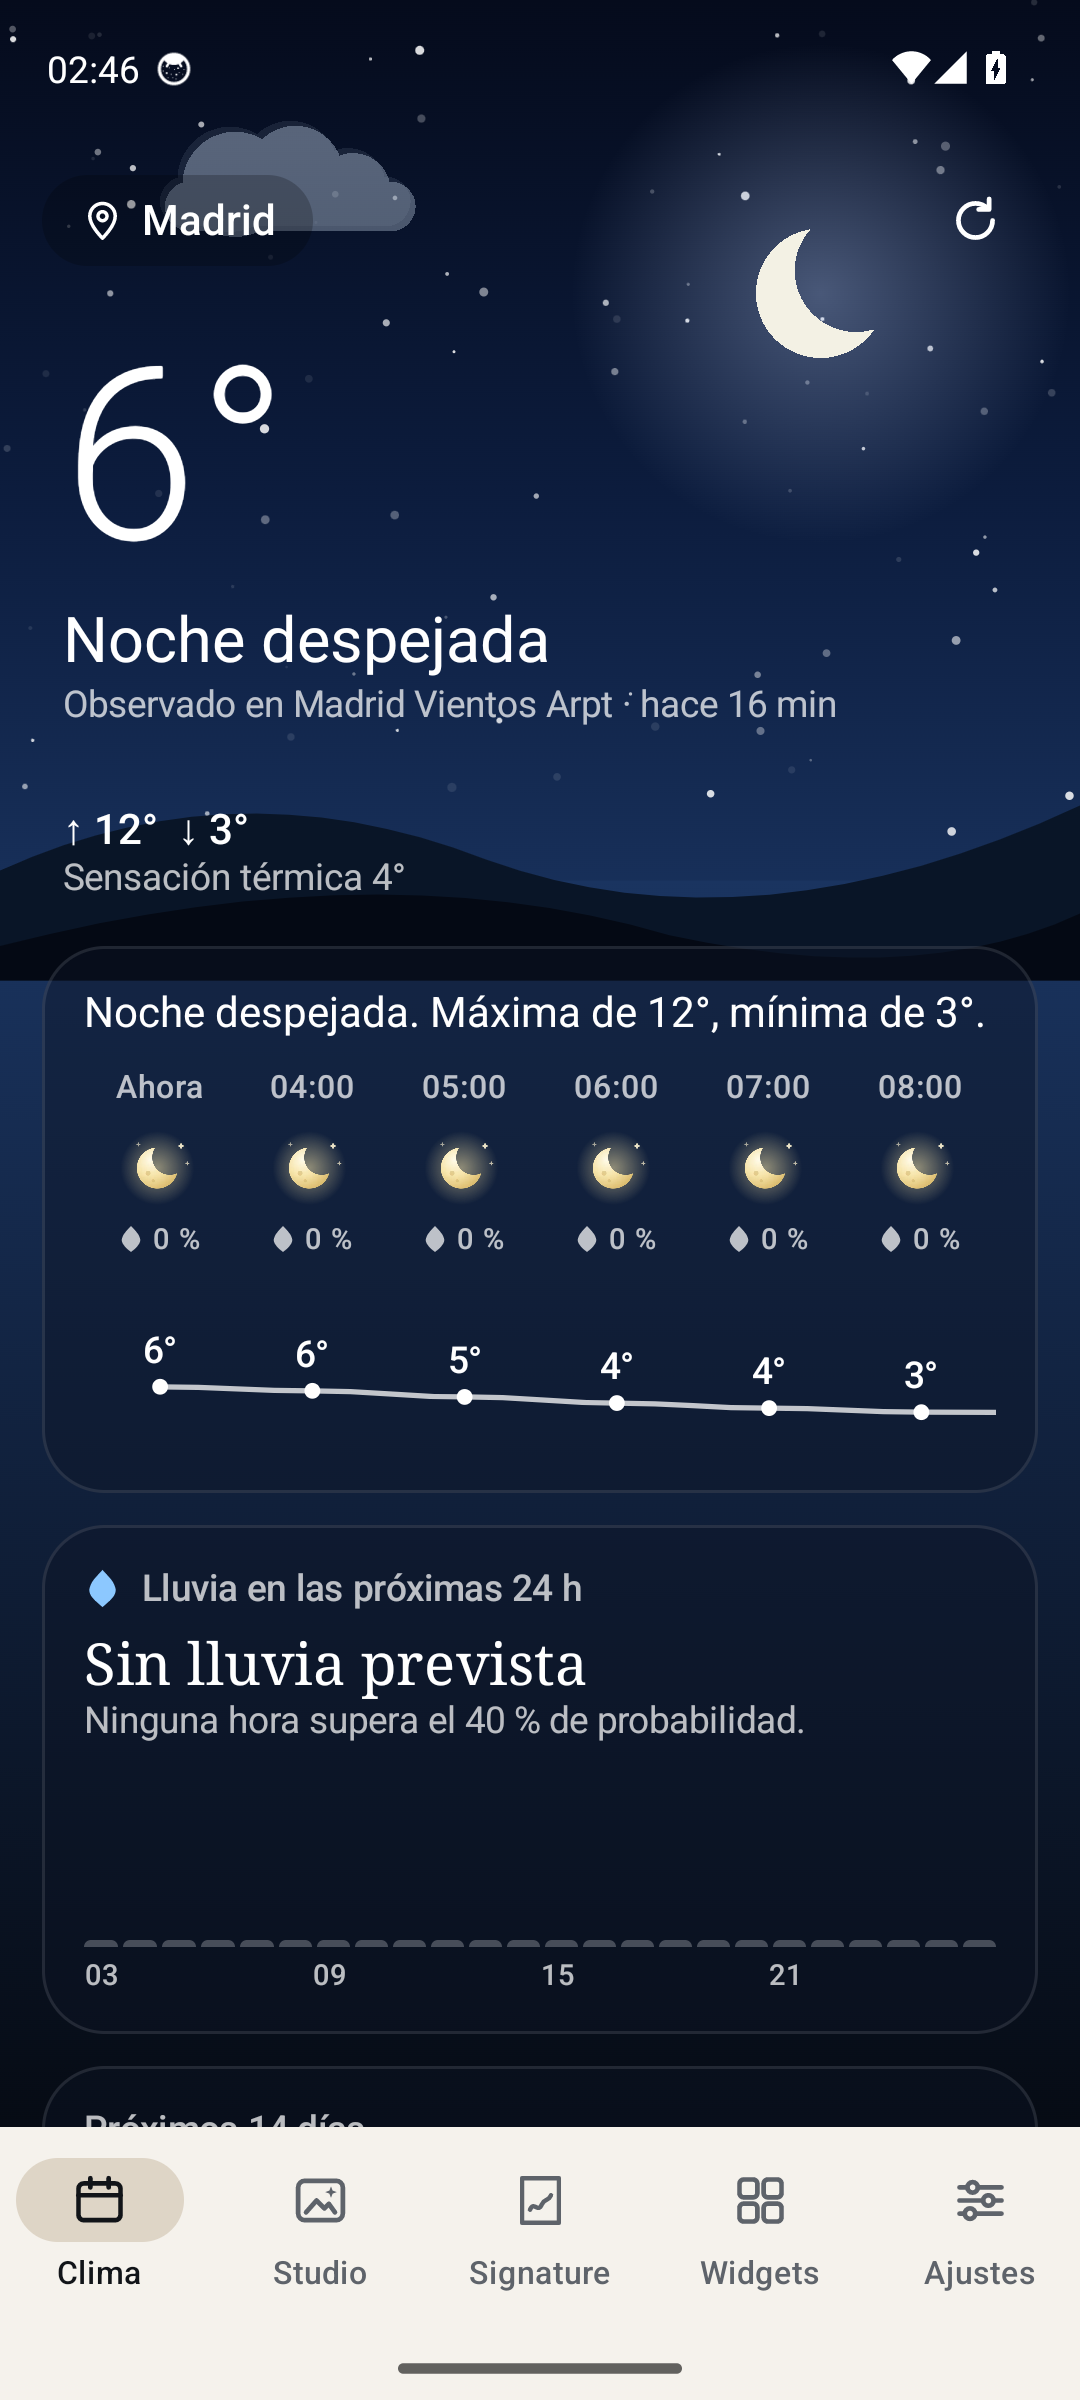 02:46
Madrid
6°
Noche despejada
Observado en Madrid Vientos Arpt · hace 16 min
↑ 12° ↓ 3°
Sensación térmica 4°
Noche despejada. Máxima de 12°, mínima de 3°.
Ahora 04:00 05:00 06:00 07:00 08:00
0 % 0 % 0 % 0 % 0 % 0 %
6° 6° 5° 4° 4° 3°
Lluvia en las próximas 24 h
Sin lluvia prevista
Ninguna hora supera el 40 % de probabilidad.
03 09 15 21
Próximos 14 días
Clima Studio Signature Widgets Ajustes